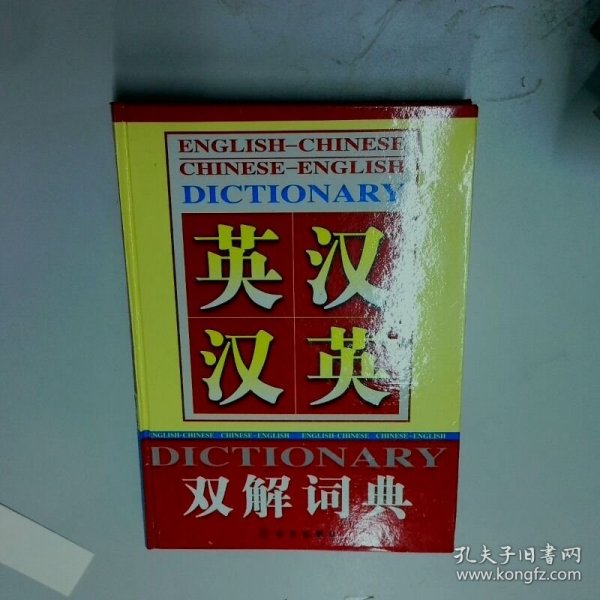 ENGLISH-CHINESE
CHINESE-ENGLISH
DICTIONARY
英汉
汉英
ENGLISH-CHINESE CHINESE-ENGLISH ENGLISH-CHINESE CHINESE-ENGLISH
DICTIONARY
双解词典
孔夫子旧书网
www.kongfz.com